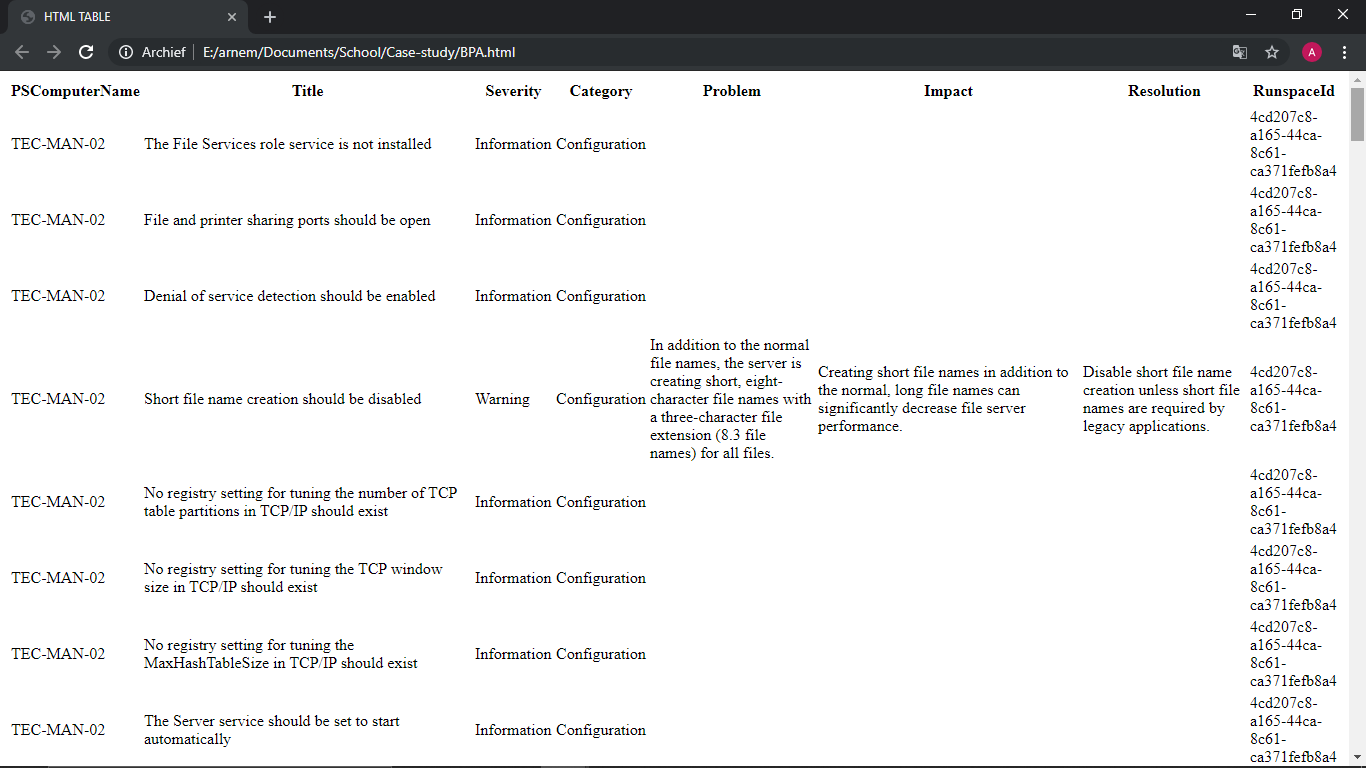 HTML TABLE
Archief
E:/arnem/Documents/School/Case-study/BPA.html
A
PSComputerName Title Severity Category Problem Impact Resolution RunspaceId
TEC-MAN-02
The File Services role service is not installed
Information
Configuration
4cd207c8-
a165-44ca-
8c61-
ca371fefb8a4
TEC-MAN-02
File and printer sharing ports should be open
Information
Configuration
4cd207c8-
a165-44ca-
8c61-
ca371fefb8a4
TEC-MAN-02
Denial of service detection should be enabled
Information
Configuration
4cd207c8-
a165-44ca-
8c61-
ca371fefb8a4
TEC-MAN-02
Short file name creation should be disabled
Warning
Configuration
In addition to the normal
file names, the server is
creating short, eight-
character file names with
a three-character file
extension (8.3 file
names) for all files.
Creating short file names in addition to
the normal, long file names can
significantly decrease file server
performance.
Disable short file name
creation unless short file
names are required by
legacy applications.
4cd207c8-
a165-44ca-
8c61-
ca371fefb8a4
TEC-MAN-02
No registry setting for tuning the number of TCP
table partitions in TCP/IP should exist
Information
Configuration
4cd207c8-
a165-44ca-
8c61-
ca371fefb8a4
TEC-MAN-02
No registry setting for tuning the TCP window
size in TCP/IP should exist
Information
Configuration
4cd207c8-
a165-44ca-
8c61-
ca371fefb8a4
TEC-MAN-02
No registry setting for tuning the
MaxHashTableSize in TCP/IP should exist
Information
Configuration
4cd207c8-
a165-44ca-
8c61-
ca371fefb8a4
TEC-MAN-02
The Server service should be set to start
automatically
Information
Configuration
4cd207c8-
a165-44ca-
8c61-
ca371fefb8a4